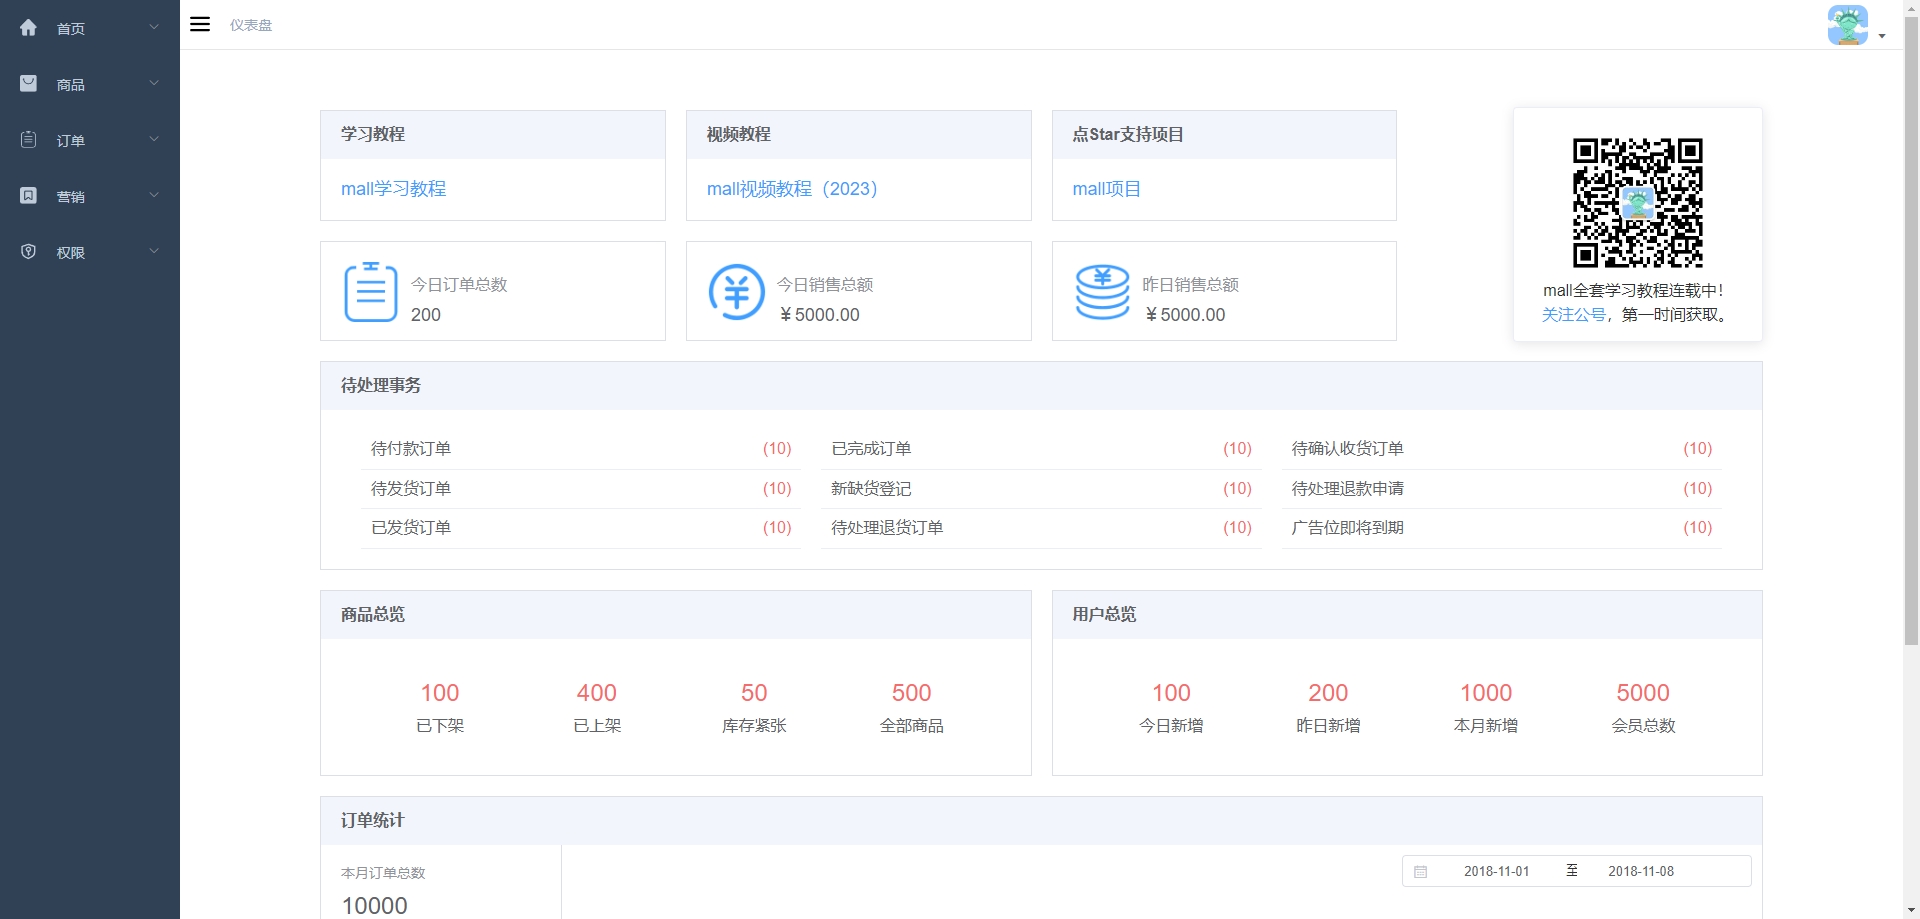 首页
商品
订单
营销
权限
仪表盘
学习教程
mall学习教程
视频教程
mall视频教程（2023）
点Star支持项目
mall项目
mall全套学习教程连载中！
关注公号，第一时间获取。
今日订单总数
200
今日销售总额
￥5000.00
昨日销售总额
￥5000.00
待处理事务
待付款订单 (10)
已完成订单 (10)
待确认收货订单 (10)
待发货订单 (10)
新缺货登记 (10)
待处理退款申请 (10)
已发货订单 (10)
待处理退货订单 (10)
广告位即将到期 (10)
商品总览
100 400 50 500
已下架 已上架 库存紧张 全部商品
用户总览
100 200 1000 5000
今日新增 昨日新增 本月新增 会员总数
订单统计
本月订单总数
10000
2018-11-01 至 2018-11-08